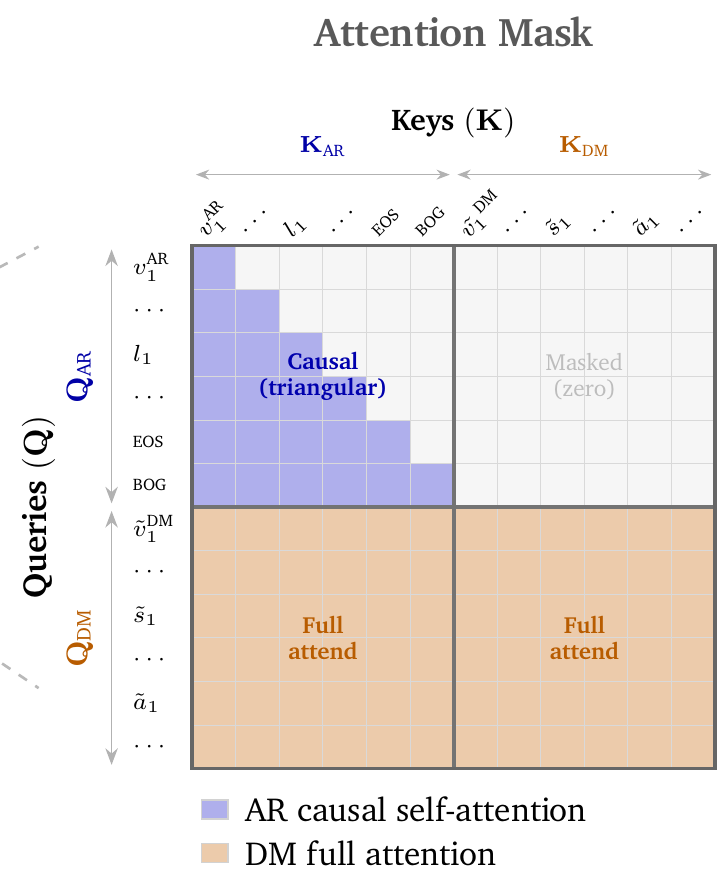 Attention Mask
Keys (K)
K_AR K_DM
v_1^AR ... l_1 ... EOS BOG ṽ_1^DM ... s̃_1 ... ã_1 ...
Queries (Q)
Q_AR
v_1^AR
...
l_1
...
EOS
BOG
Causal
(triangular)
Masked
(zero)
Q_DM
ṽ_1^DM
...
s̃_1
...
ã_1
...
Full
attend
Full
attend
AR causal self-attention
DM full attention